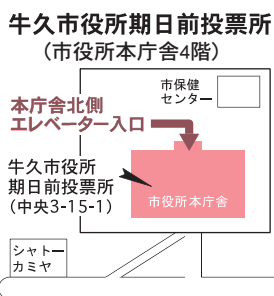 牛久市役所期日前投票所
（市役所本庁舎4階）
市保健
センター
本庁舎北側
エレベーター入口
牛久市役所
期日前投票所
（中央3-15-1）
市役所本庁舎
シャトー
カミヤ